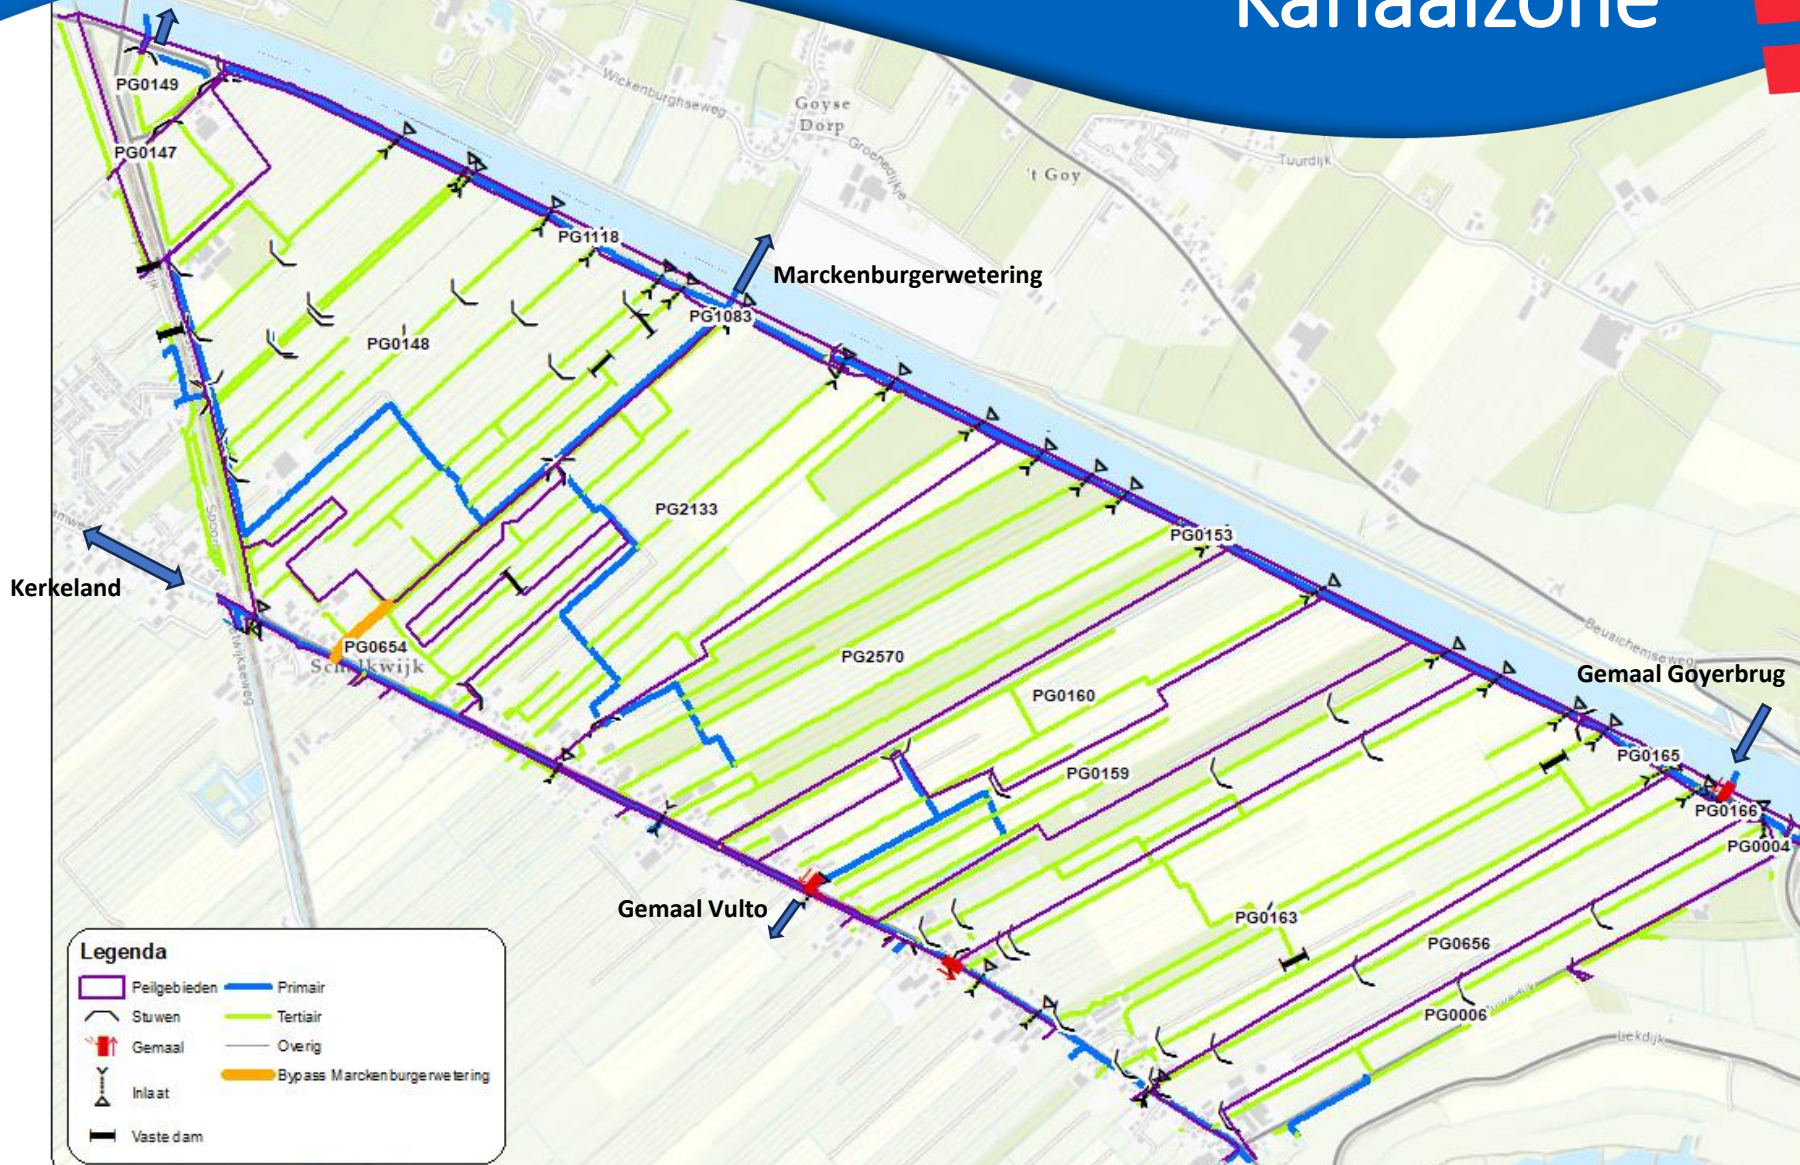 Kanaalzone
PG0149
Wickenburghseweg
Goyse
Dorp
Groenedijkje
PG0147
Tuurdijk
't Goy
PG1118
Marckenburgerwetering
PG1083
PG0148
PG2133
PG0153
Kerkeland
Beusichemseweg
PG0654
Schalkwijk
PG2570
Gemaal Goyerbrug
PG0160
PG0165
PG0159
PG0166
PG0004
Gemaal Vulto
PG0163
PG0656
PG0006
Lekdijk
Legenda
Peilgebieden
Primair
Stuwen
Tertiair
Gemaal
Overig
Bypass Marckenburgerwetering
Inlaat
Vaste dam